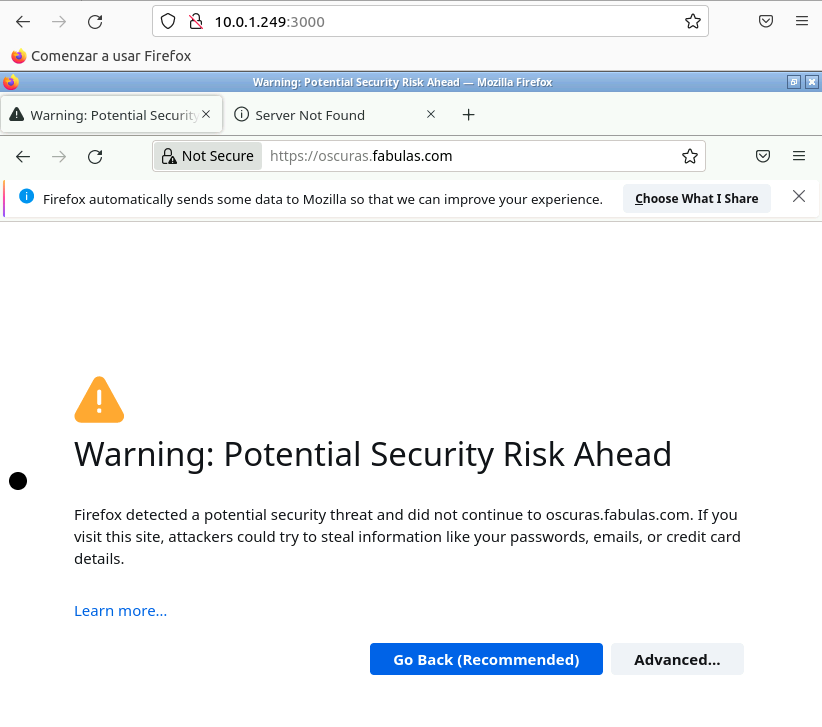 10.0.1.249:3000
Comenzar a usar Firefox
Warning: Potential Security Risk Ahead — Mozilla Firefox
Warning: Potential Security
Server Not Found
Not Secure
https://oscuras.fabulas.com
Firefox automatically sends some data to Mozilla so that we can improve your experience.
Choose What I Share
Warning: Potential Security Risk Ahead
Firefox detected a potential security threat and did not continue to oscuras.fabulas.com. If you
visit this site, attackers could try to steal information like your passwords, emails, or credit card
details.
Learn more…
Go Back (Recommended)
Advanced…